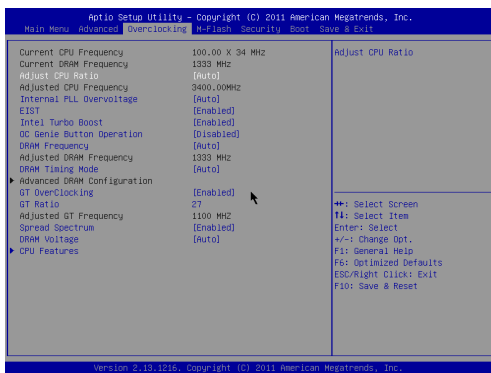 Aptio Setup Utility – Copyright (C) 2011 American Megatrends, Inc.
Main Menu Advanced Overclocking M-Flash Security Boot Save & Exit
Current CPU Frequency 100.00 X 34 MHz
Current DRAM Frequency 1333 MHz
Adjust CPU Ratio [Auto]
Adjusted CPU Frequency 3400.00MHz
Internal PLL Overvoltage [Auto]
EIST [Enabled]
Intel Turbo Boost [Enabled]
OC Genie Button Operation [Disabled]
DRAM Frequency [Auto]
Adjusted DRAM Frequency 1333 MHz
DRAM Timing Mode [Auto]
Advanced DRAM Configuration
GT OverClocking [Enabled]
GT Ratio 27
Adjusted GT Frequency 1100 MHZ
Spread Spectrum [Enabled]
DRAM Voltage [Auto]
CPU Features
Adjust CPU Ratio
↔: Select Screen
↑↓: Select Item
Enter: Select
+/-: Change Opt.
F1: General Help
F6: Optimized Defaults
ESC/Right Click: Exit
F10: Save & Reset
Version 2.13.1216. Copyright (C) 2011 American Megatrends, Inc.